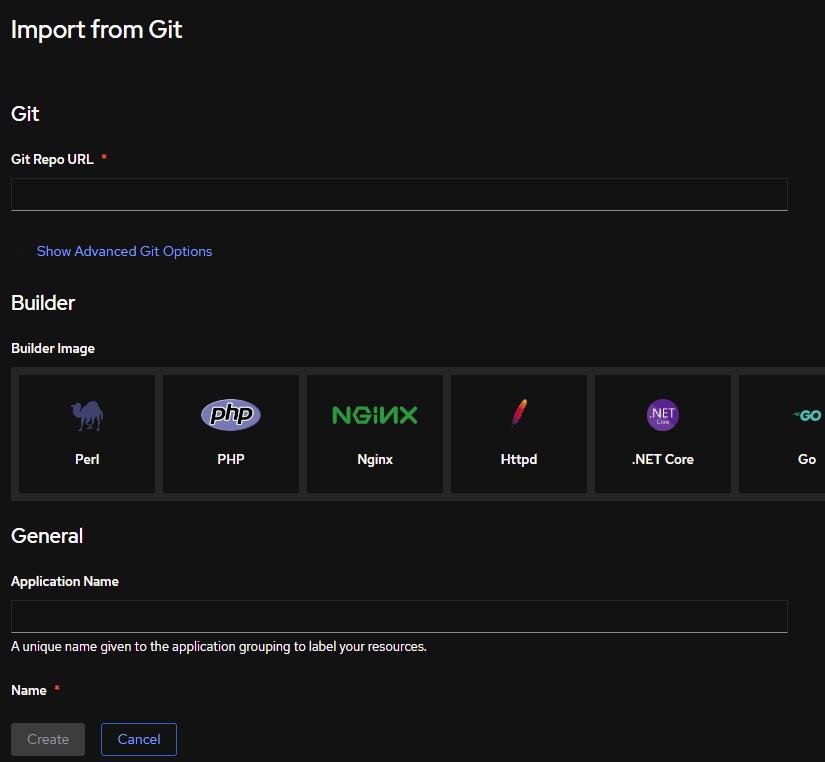 Import from Git
Git
Git Repo URL *
Show Advanced Git Options
Builder
Builder Image
php NGINX .NET Core GO
Perl PHP Nginx Httpd .NET Core Go
General
Application Name
A unique name given to the application grouping to label your resources.
Name *
Create Cancel